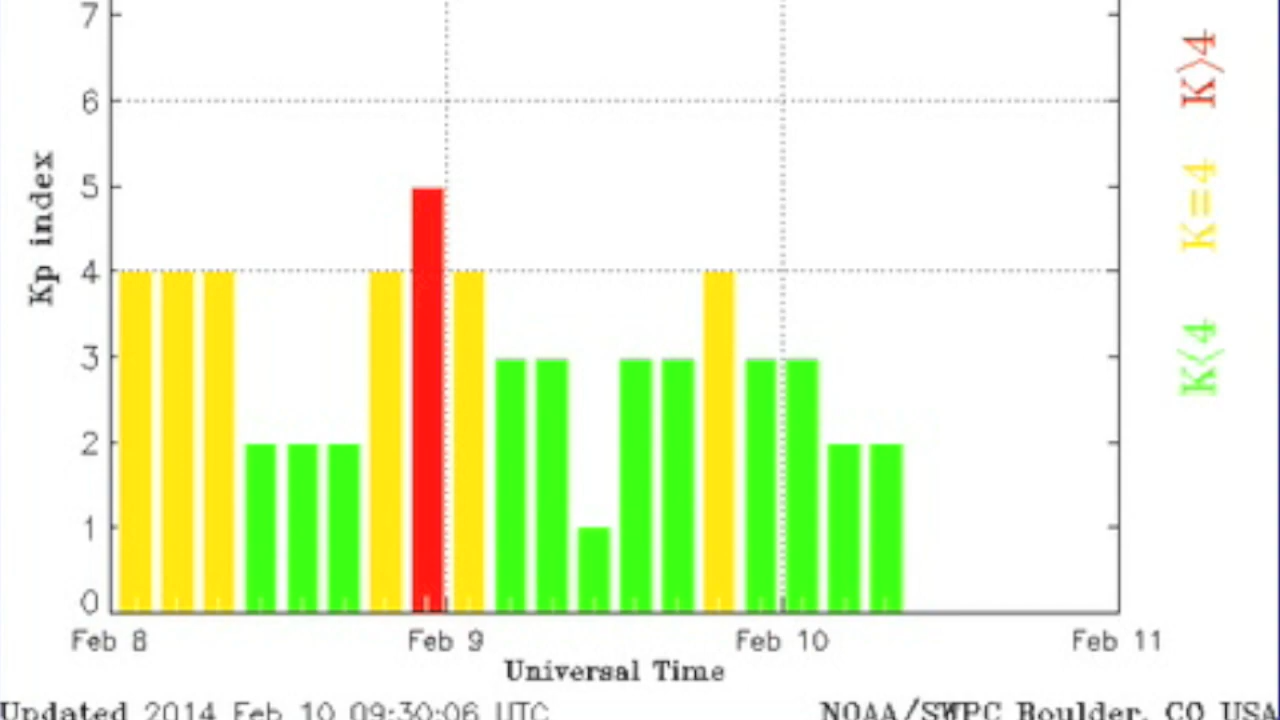 7
6
5
4
3
2
1
0
Kp index
K<4 K=4 K>4
Feb 8 Feb 9 Feb 10 Feb 11
Universal Time
Updated 2014 Feb 10 09:30:06 UTC NOAA/SWPC Boulder, CO USA